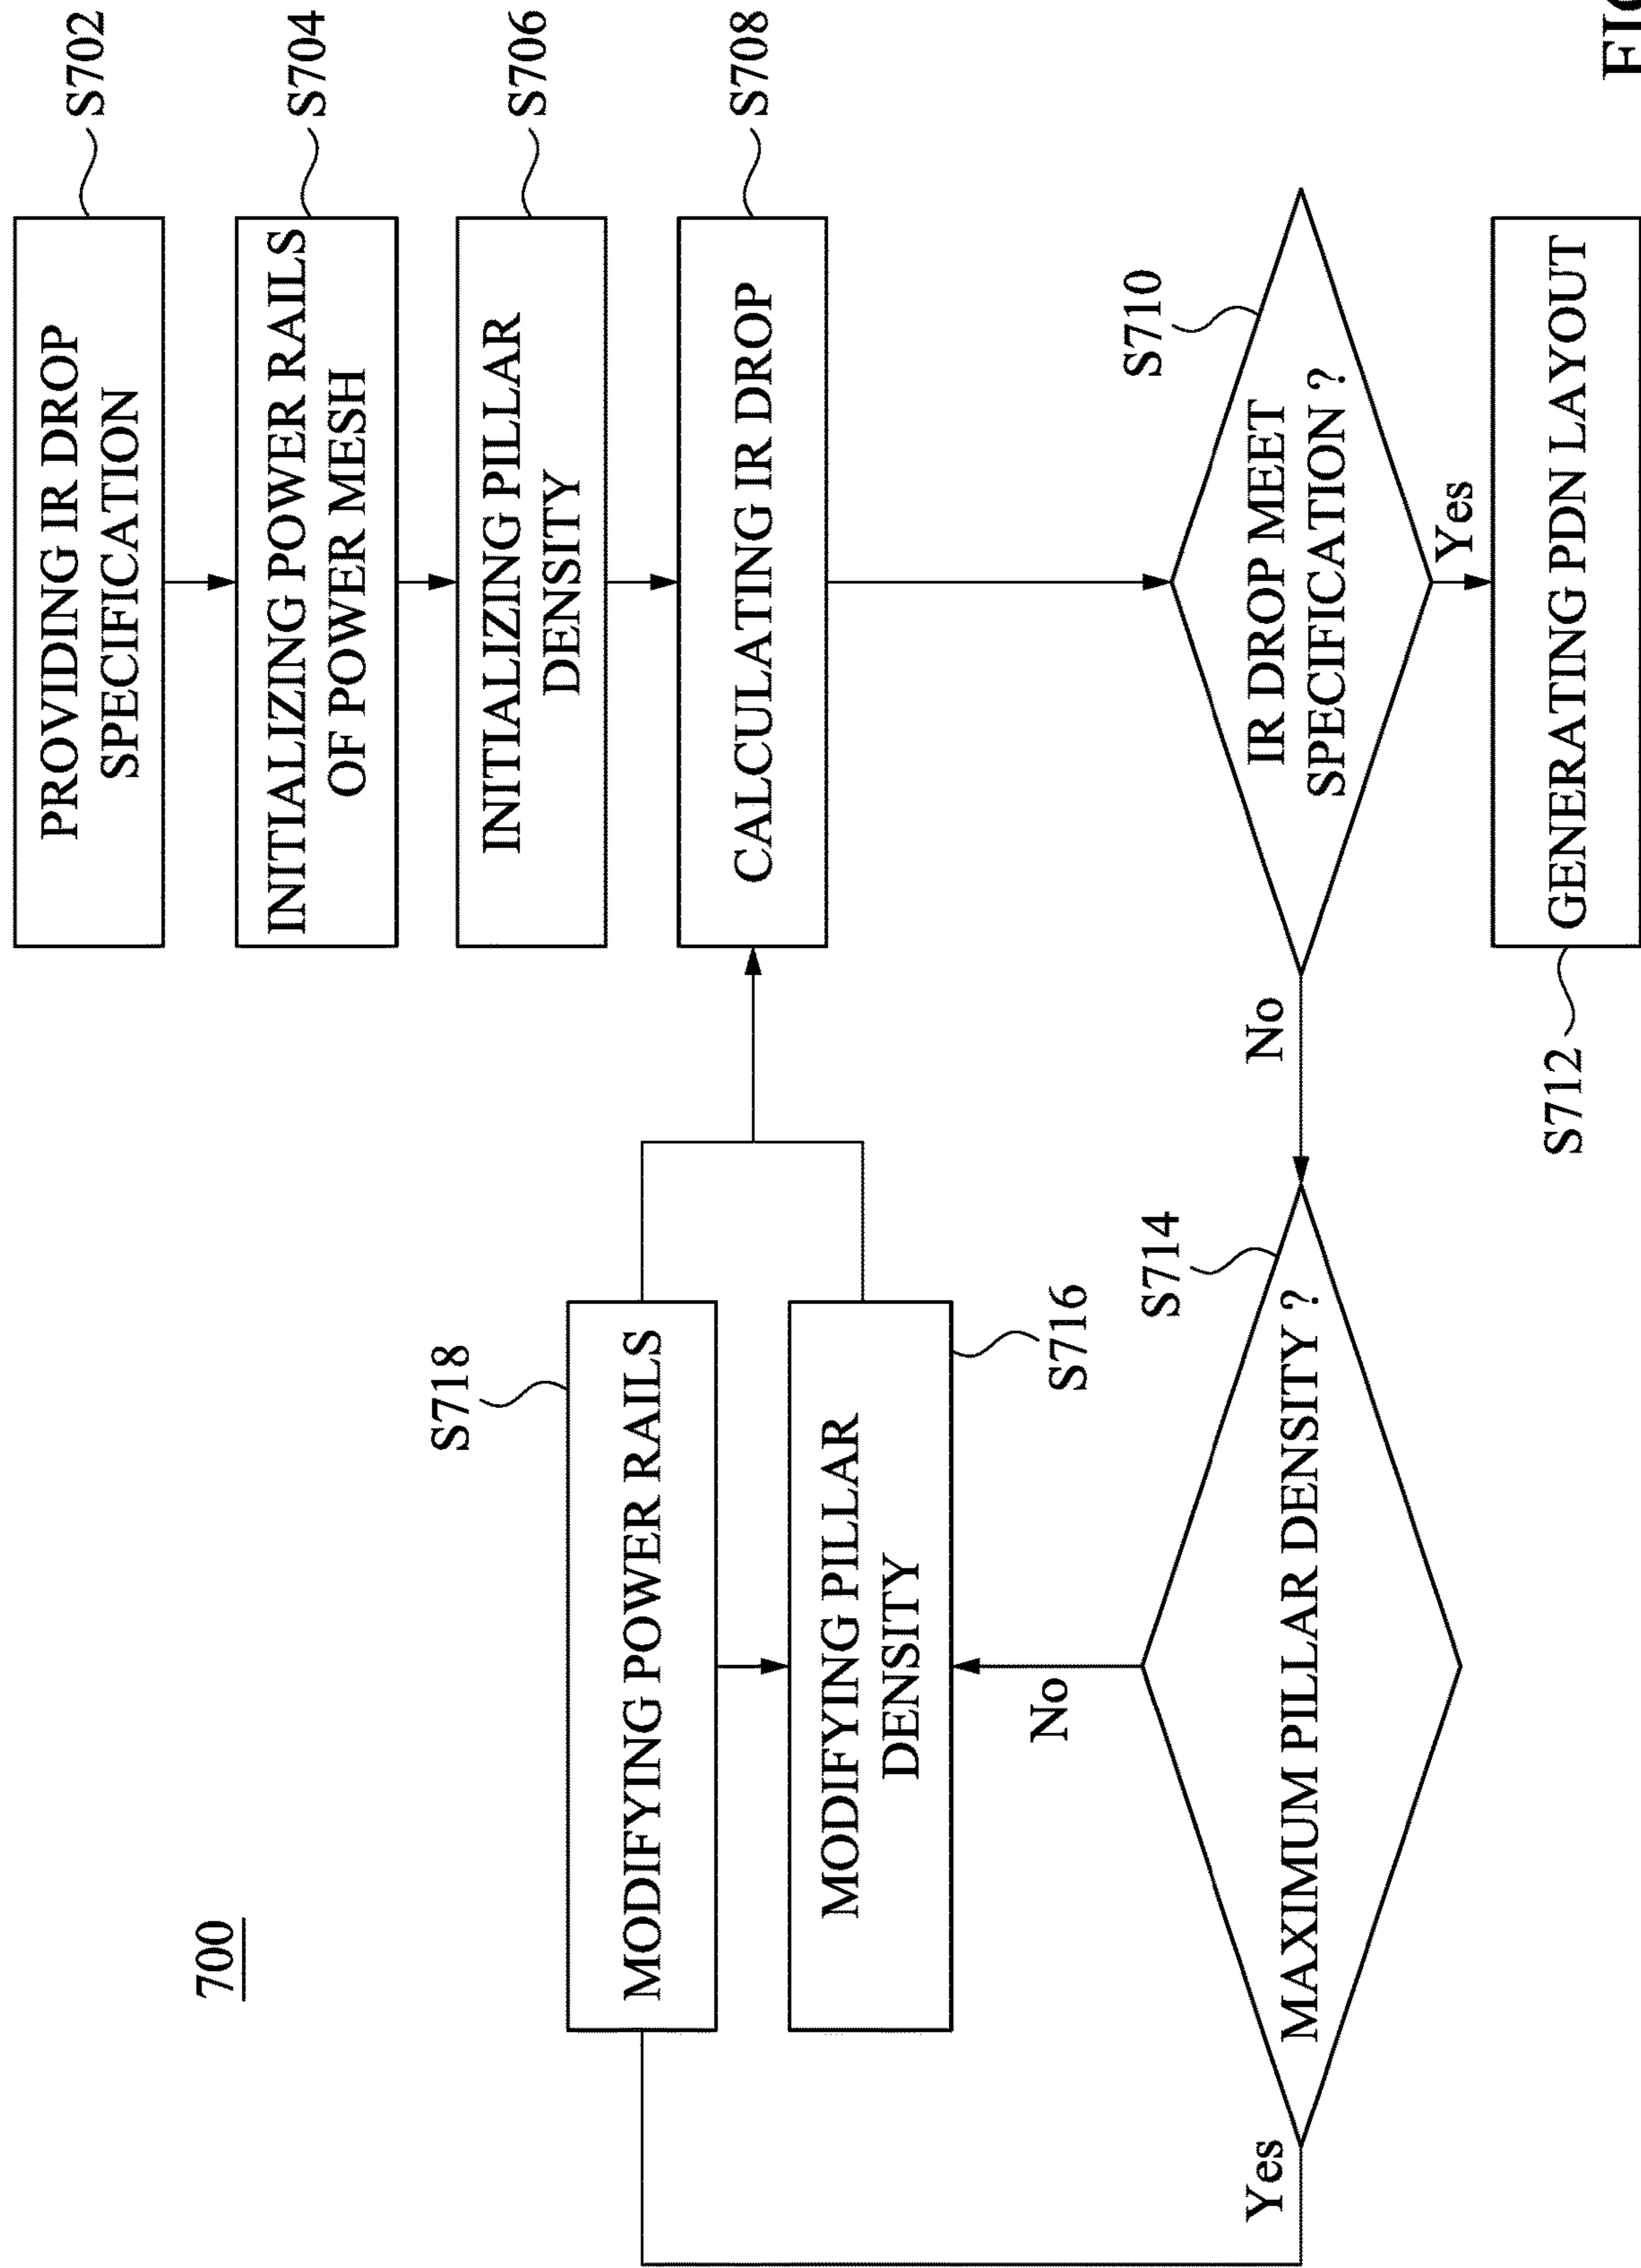 700
PROVIDING IR DROP
SPECIFICATION
S702
INITIALIZING POWER RAILS
OF POWER MESH
S704
INITIALIZING PILLAR
DENSITY
S706
CALCULATING IR DROP
S708
S718
MODIFYING POWER RAILS
MODIFYING PILLAR
DENSITY
S716
No
S714
MAXIMUM PILLAR DENSITY ?
Yes
No
S710
IR DROP MEET
SPECIFICATION ?
Yes
S712
GENERATING PDN LAYOUT